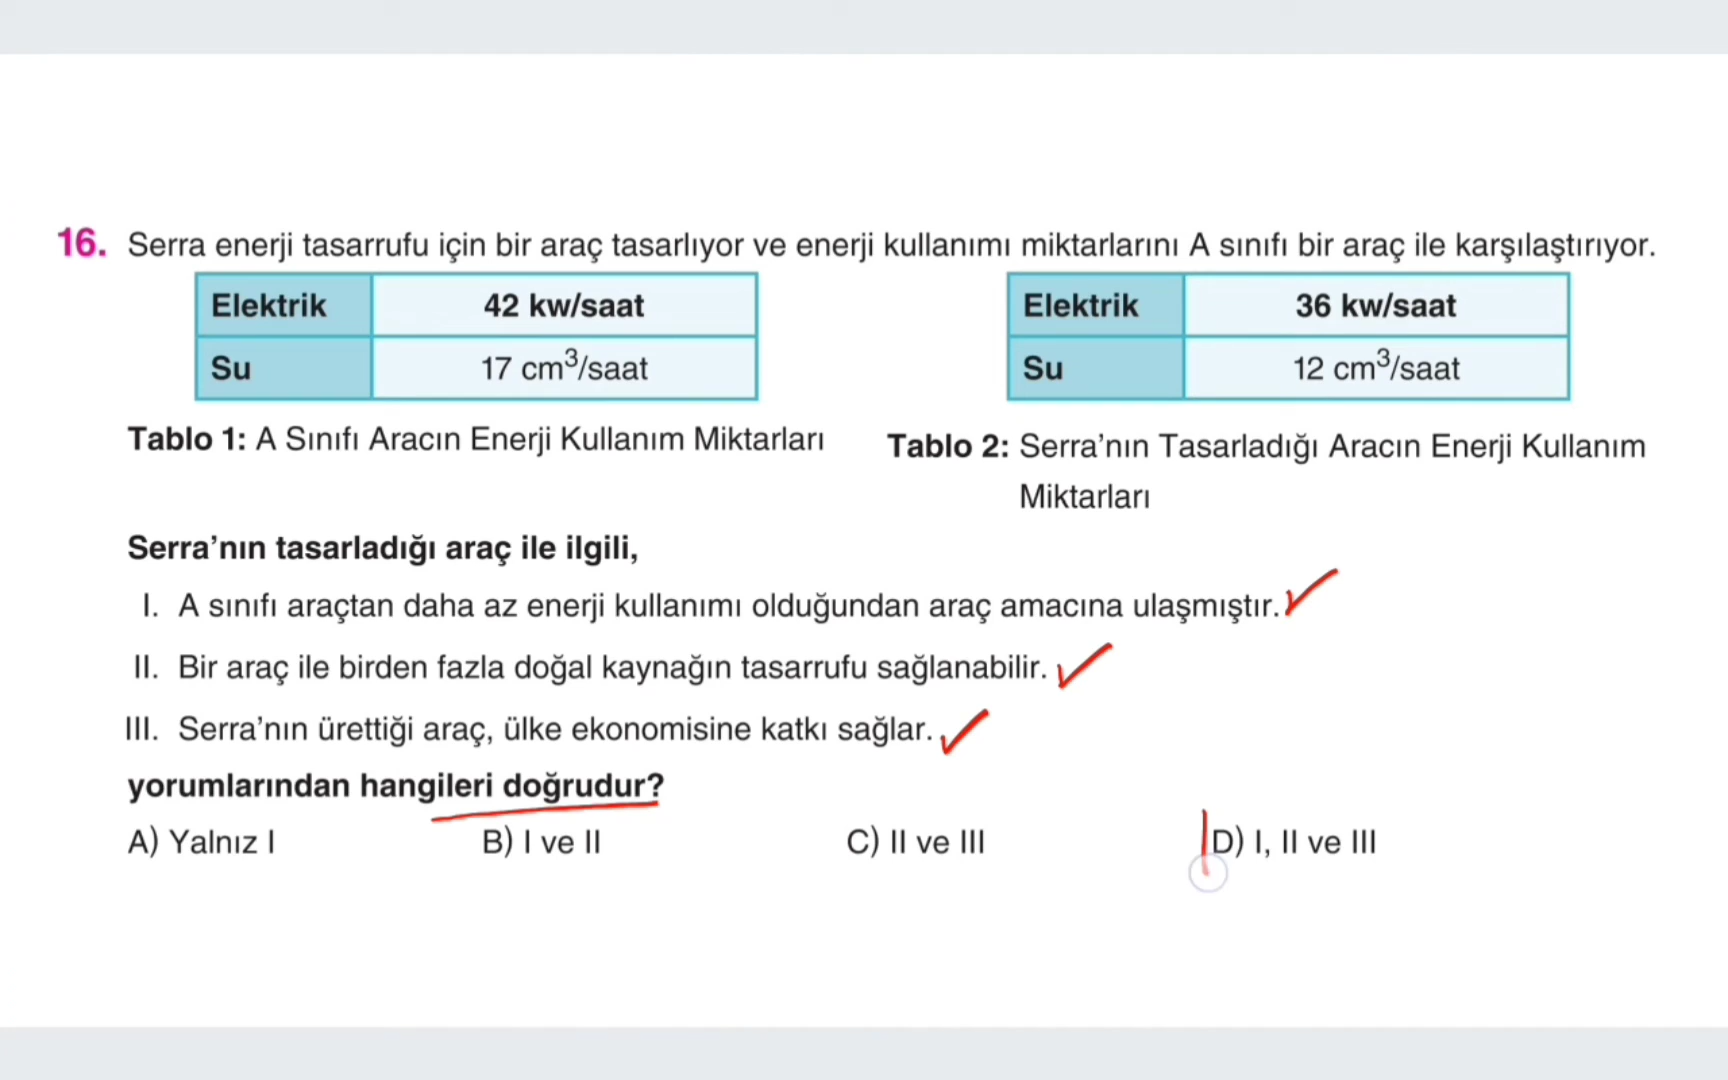 16. Serra enerji tasarrufu için bir araç tasarlıyor ve enerji kullanımı miktarlarını A sınıfı bir araç ile karşılaştırıyor.
Elektrik 42 kw/saat
Su 17 cm³/saat
Tablo 1: A Sınıfı Aracın Enerji Kullanım Miktarları
Elektrik 36 kw/saat
Su 12 cm³/saat
Tablo 2: Serra’nın Tasarladığı Aracın Enerji Kullanım
Miktarları
Serra’nın tasarladığı araç ile ilgili,
I. A sınıfı araçtan daha az enerji kullanımı olduğundan araç amacına ulaşmıştır.
II. Bir araç ile birden fazla doğal kaynağın tasarrufu sağlanabilir.
III. Serra’nın ürettiği araç, ülke ekonomisine katkı sağlar.
yorumlarından hangileri doğrudur?
A) Yalnız I B) I ve II C) II ve III D) I, II ve III